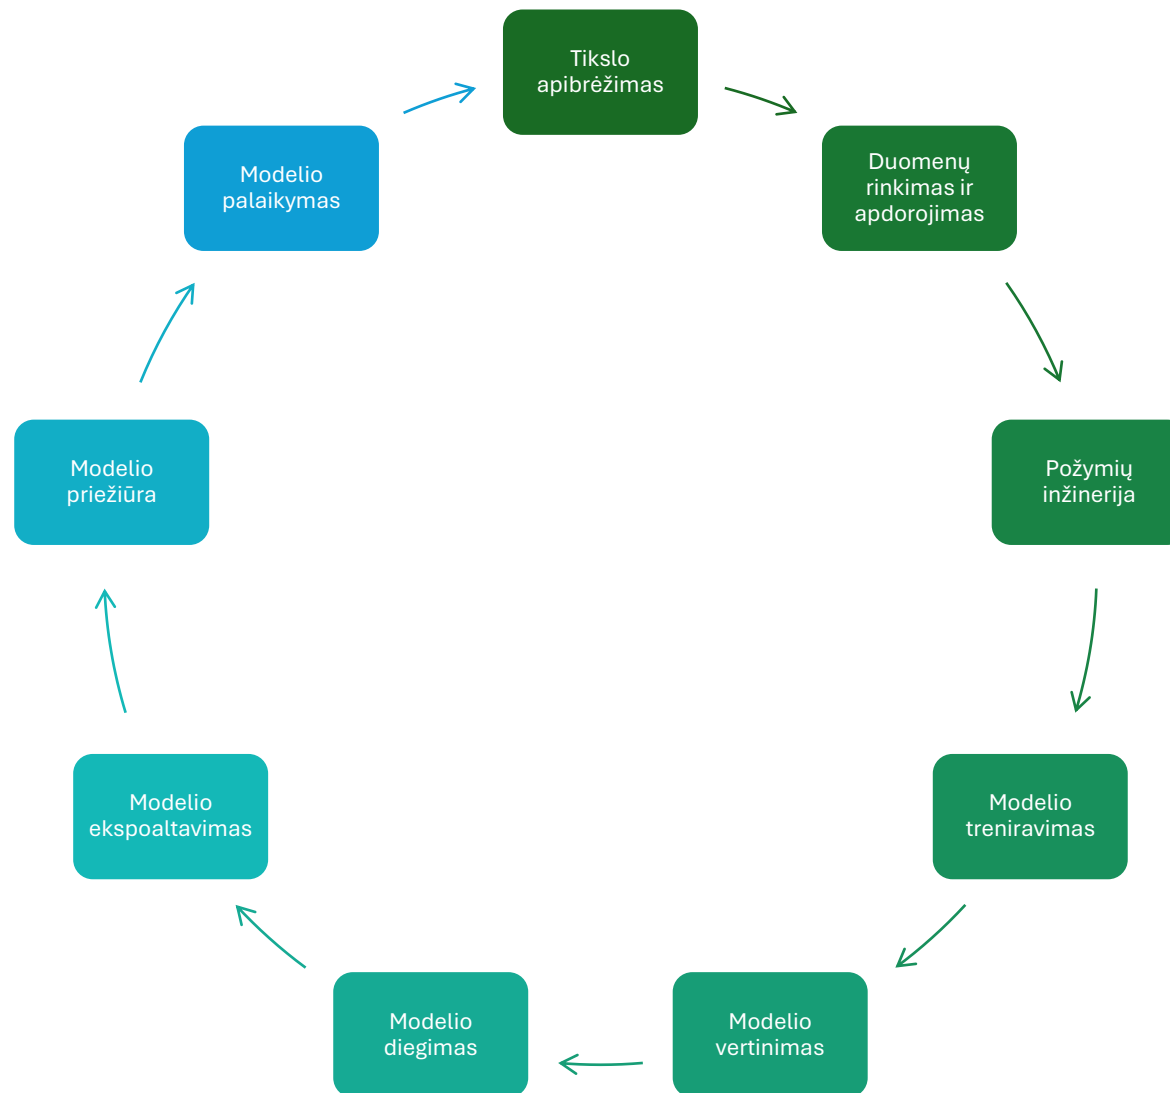 Tikslo
apibrėžimas
Duomenų
rinkimas ir
apdorojimas
Požymių
inžinerija
Modelio
treniravimas
Modelio
vertinimas
Modelio
diegimas
Modelio
ekspoaltavimas
Modelio
priežiūra
Modelio
palaikymas